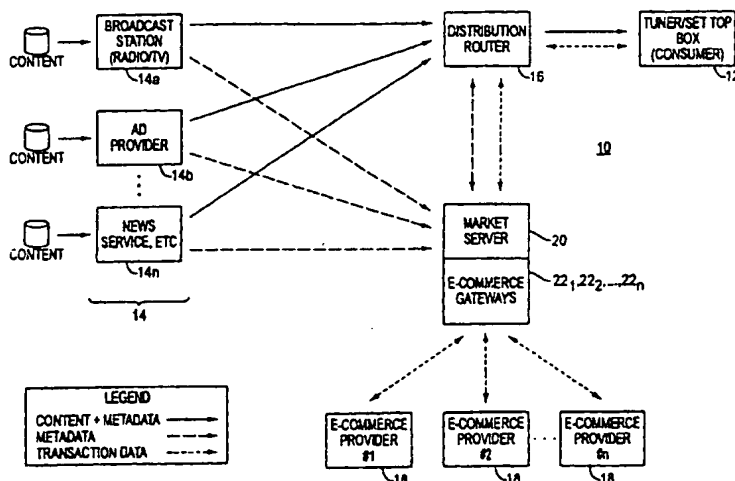 CONTENT
BROADCAST
STATION
(RADIO/TV)
14a
DISTRIBUTION
ROUTER
16
TUNER/SET TOP
BOX
(CONSUMER)
12
CONTENT
AD
PROVIDER
14b
10
CONTENT
NEWS
SERVICE, ETC
14n
14
MARKET
SERVER
20
E-COMMERCE
GATEWAYS
22₁,22₂...,22ₙ
LEGEND
CONTENT + METADATA
METADATA
TRANSACTION DATA
E-COMMERCE
PROVIDER
#1
18
E-COMMERCE
PROVIDER
#2
18
E-COMMERCE
PROVIDER
#n
18